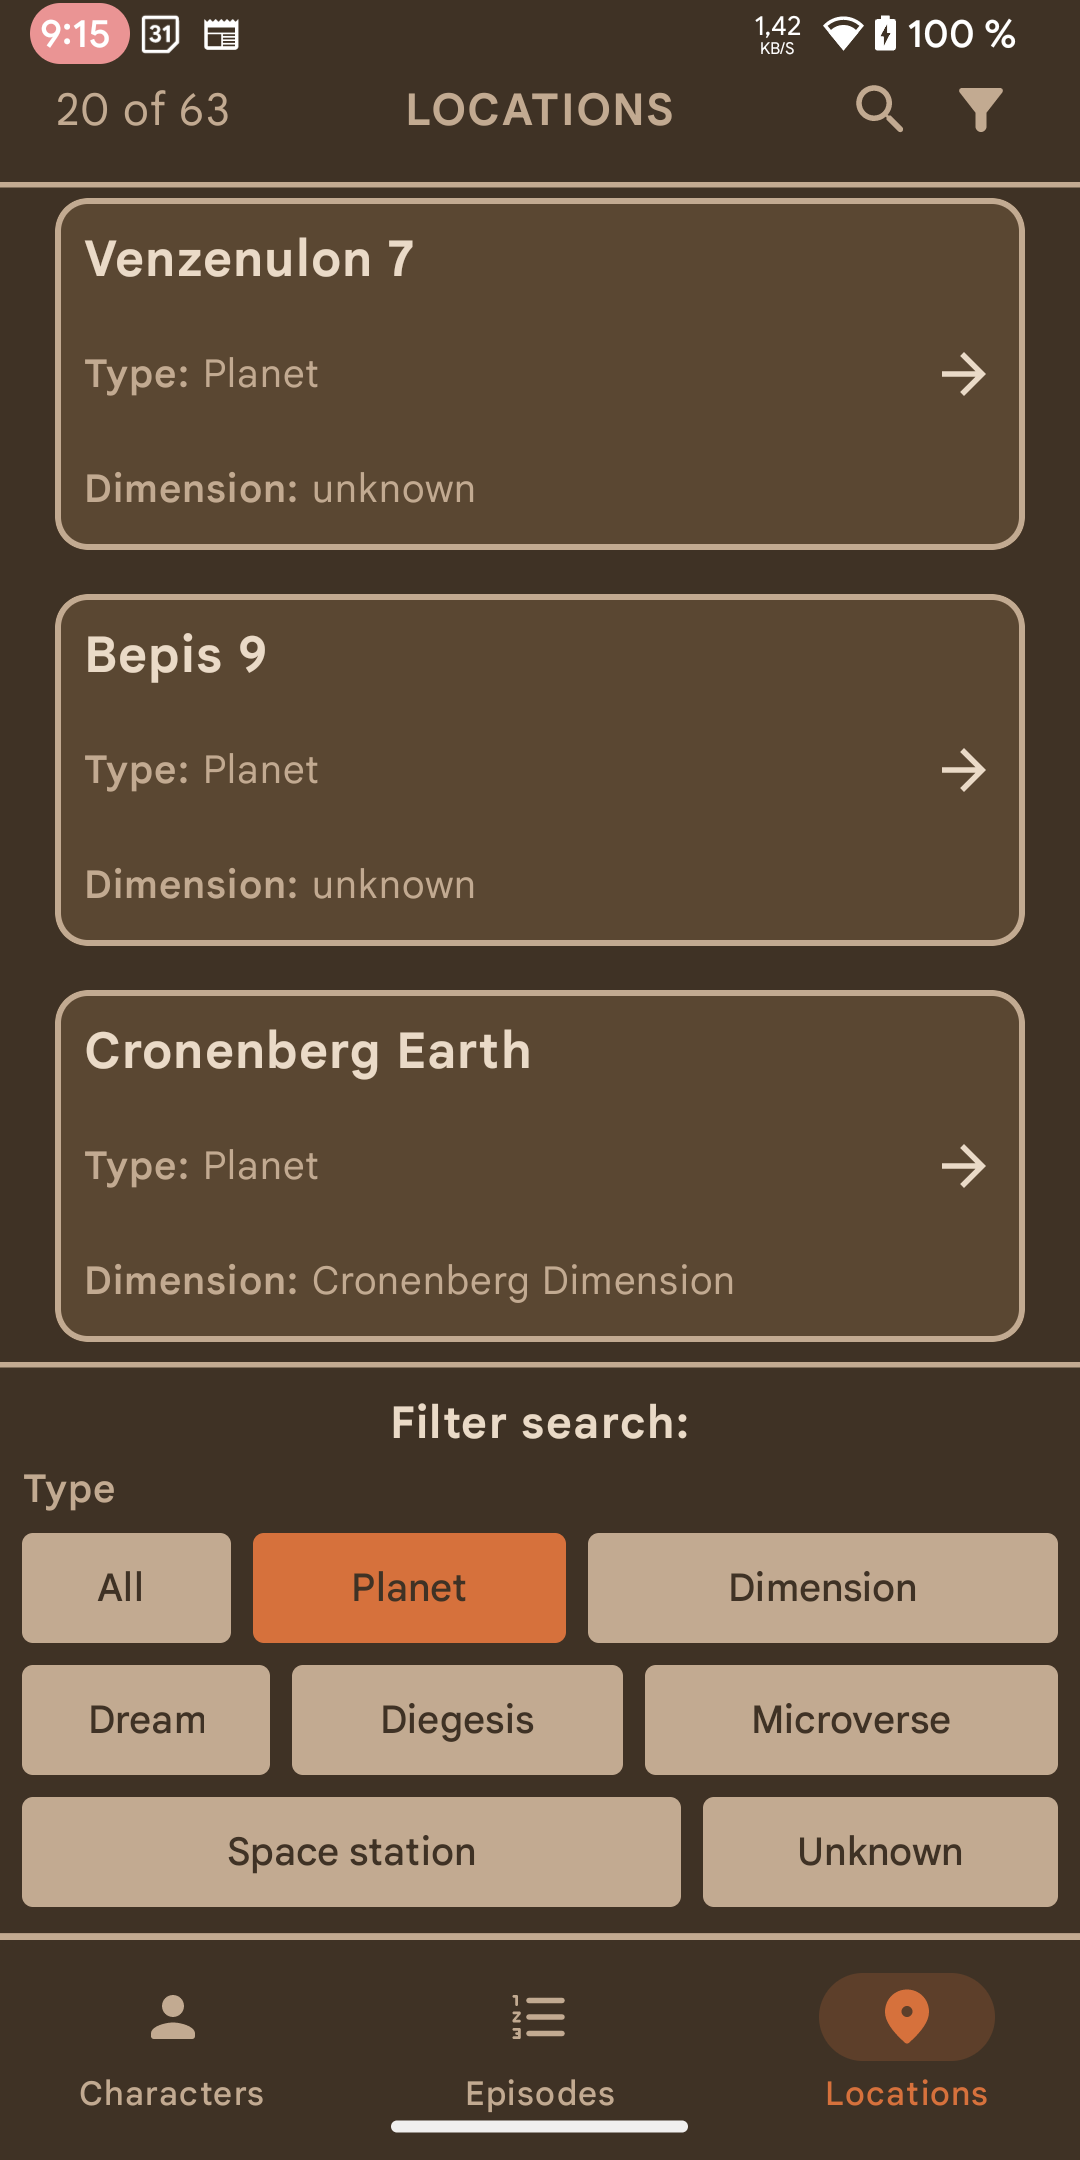 9:15 31 1,42 KB/S 100 %
20 of 63 LOCATIONS
Venzenulon 7
Type: Planet
Dimension: unknown
Bepis 9
Type: Planet
Dimension: unknown
Cronenberg Earth
Type: Planet
Dimension: Cronenberg Dimension
Filter search:
Type
All Planet Dimension
Dream Diegesis Microverse
Space station Unknown
Characters Episodes Locations